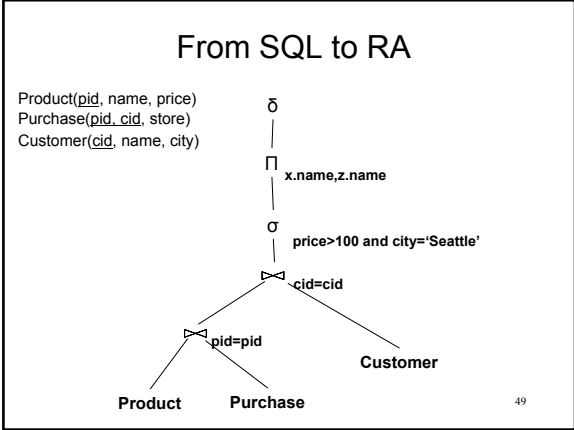 From SQL to RA
Product(pid, name, price)
Purchase(pid, cid, store)
Customer(cid, name, city)
δ
Π
x.name,z.name
σ
price>100 and city=‘Seattle’
cid=cid
pid=pid
Customer
Product Purchase
49